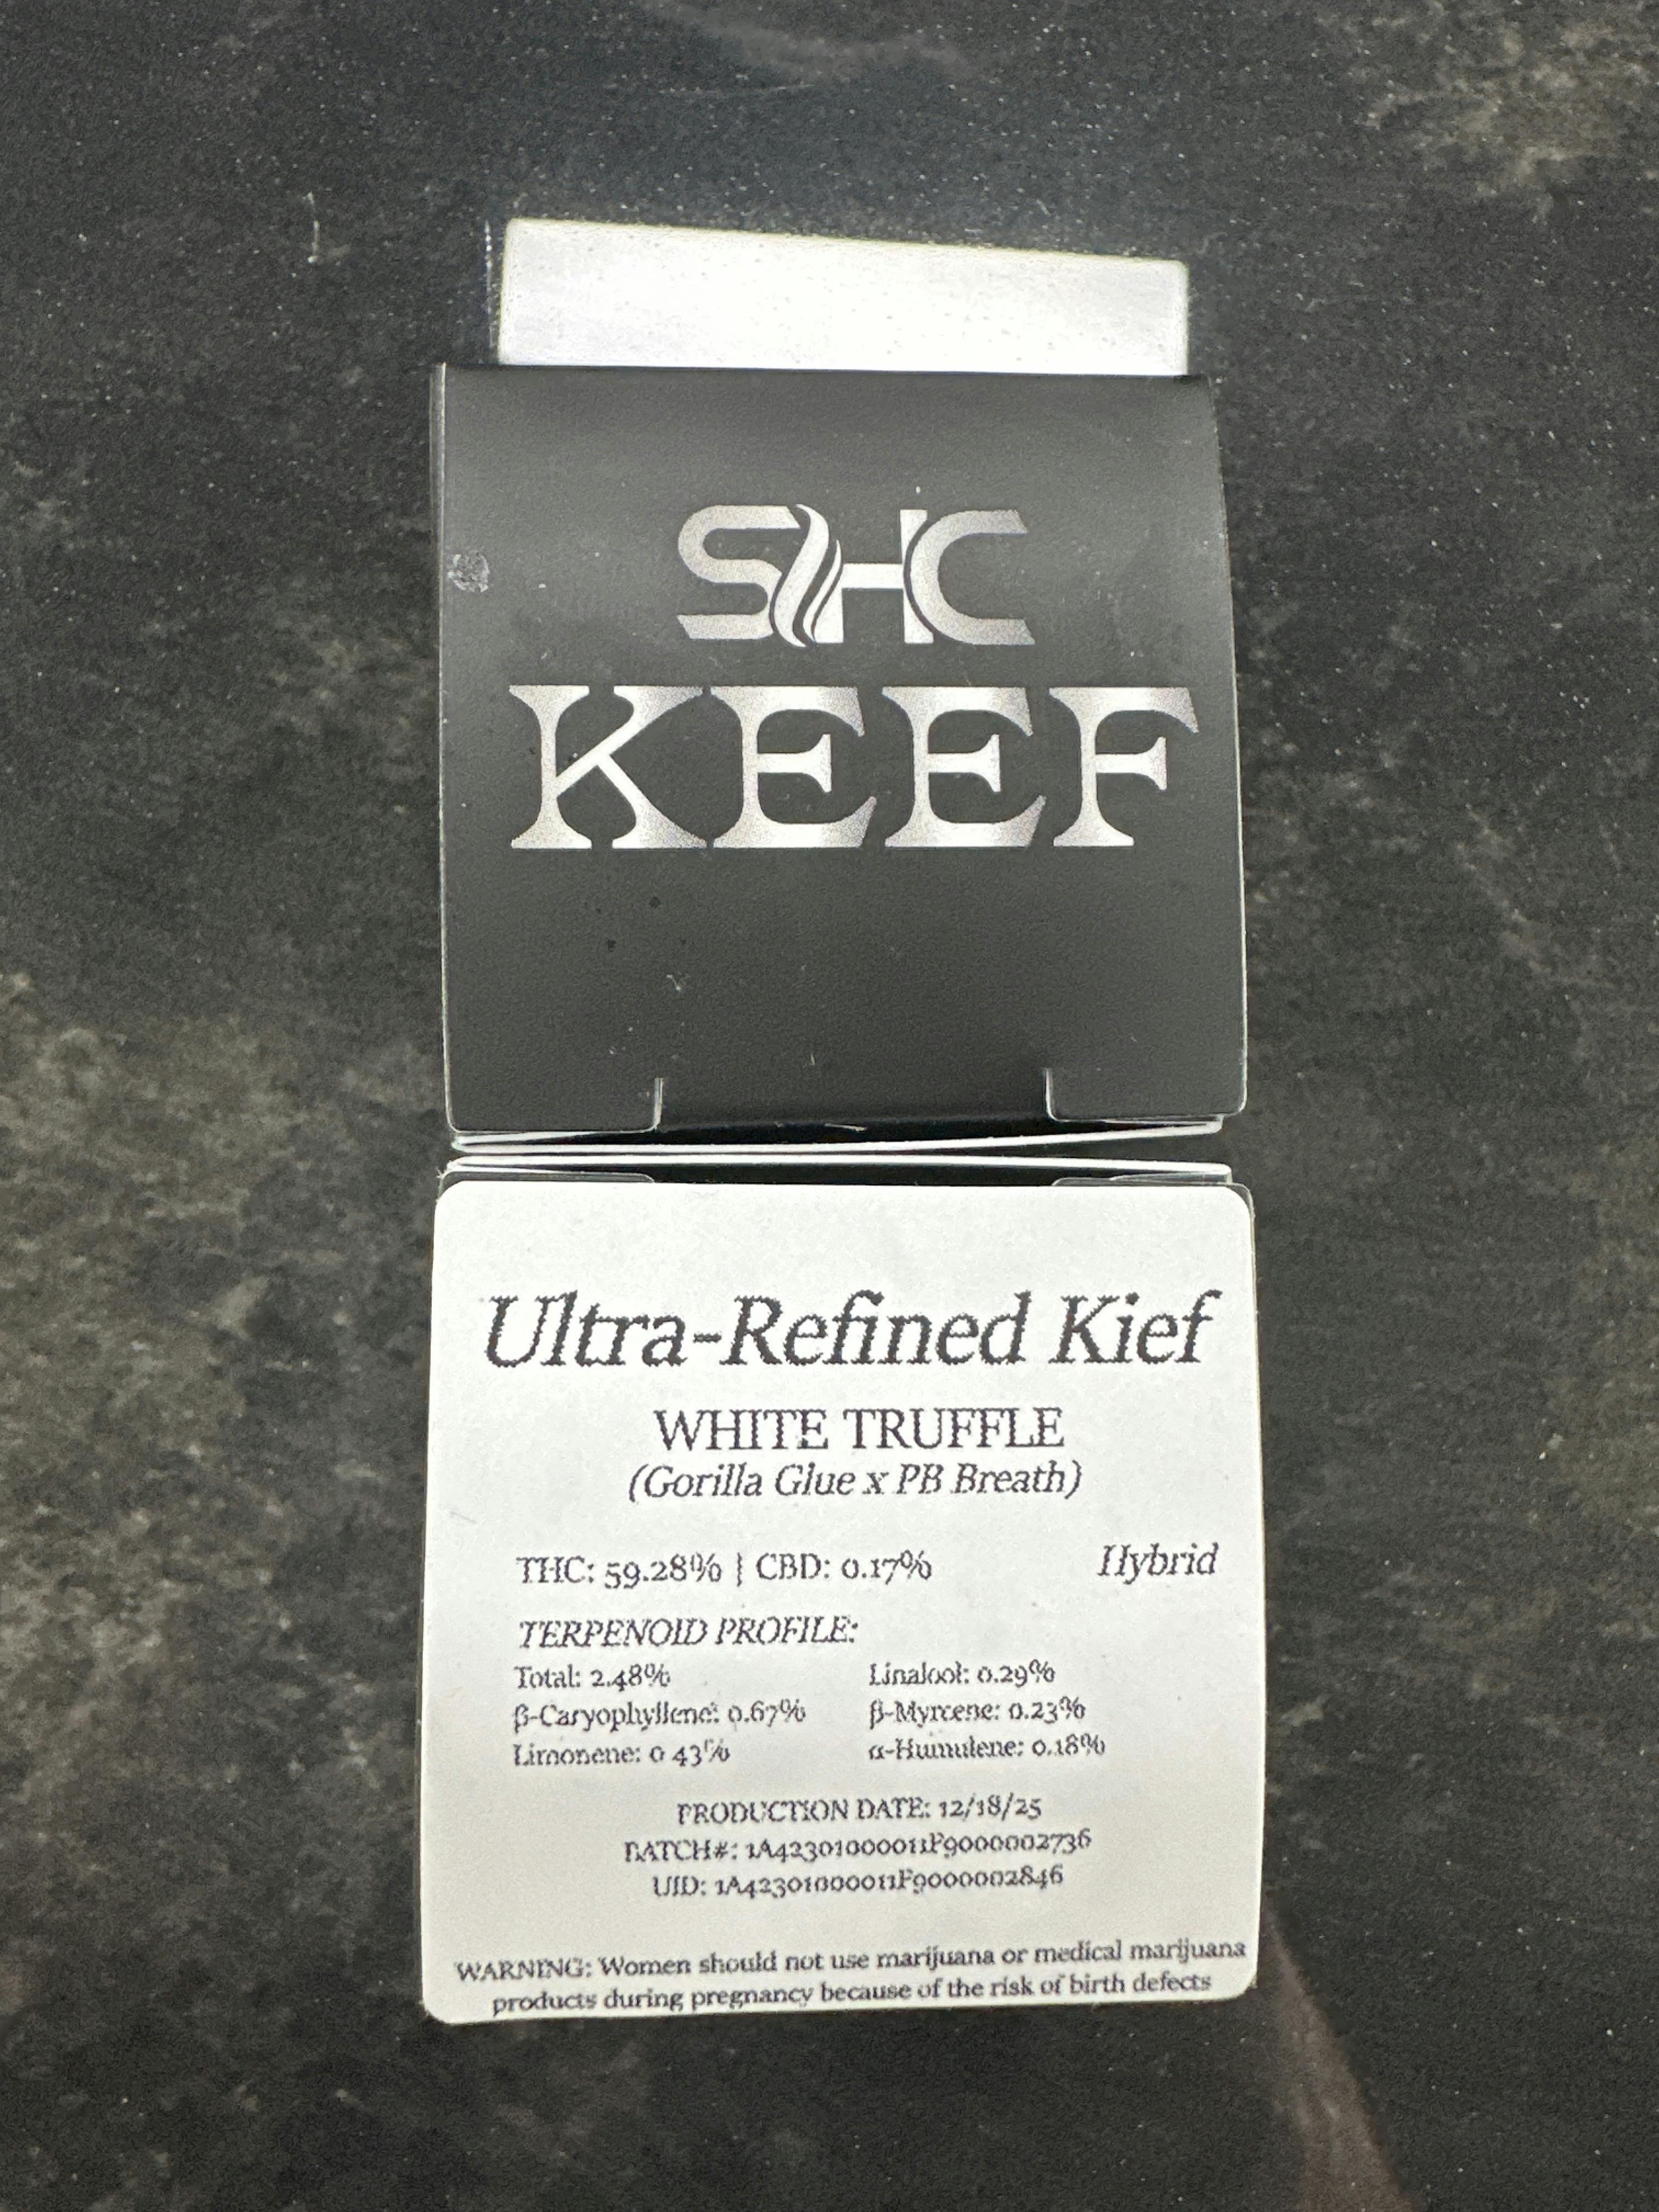 SHC
KEEF
Ultra-Refined Kief
WHITE TRUFFLE
(Gorilla Glue x PB Breath)
THC: 59.28% | CBD: 0.17%
Hybrid
TERPENOID PROFILE:
Total: 2.48%
Linalool: 0.29%
β-Caryophyllene: 0.67%
β-Myrcene: 0.23%
Limonene: 0.43%
α-Humulene: 0.18%
PRODUCTION DATE: 12/18/25
BATCH#: 1A42301000011F9000002736
UID: 1A42301000011F9000002846
WARNING: Women should not use marijuana or medical marijuana
products during pregnancy because of the risk of birth defects